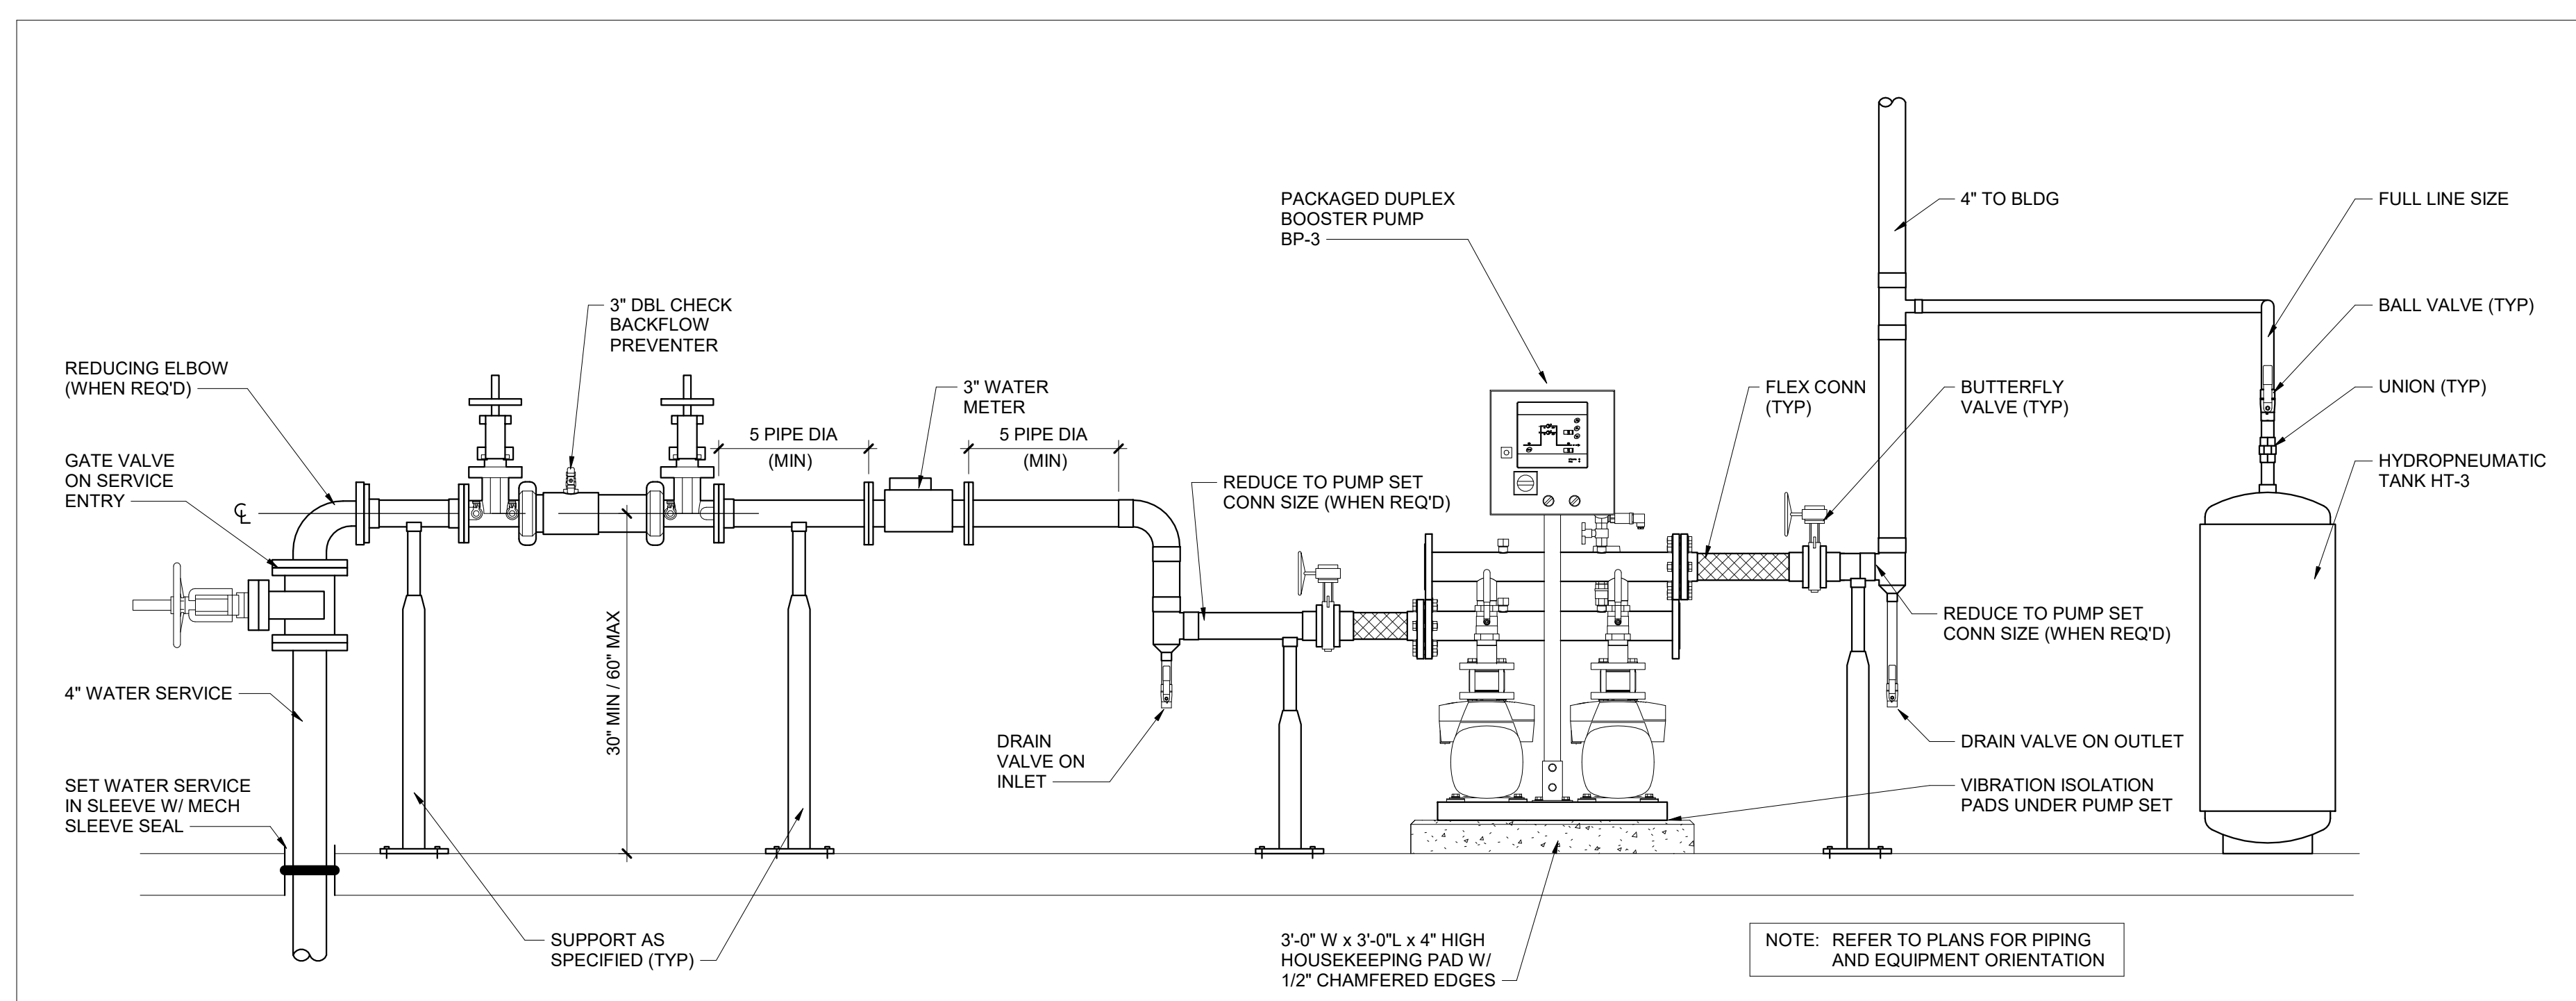 REDUCING ELBOW
(WHEN REQ'D)
GATE VALVE
ON SERVICE
ENTRY
4" WATER SERVICE
SET WATER SERVICE
IN SLEEVE W/ MECH
SLEEVE SEAL
3" DBL CHECK
BACKFLOW
PREVENTER
5 PIPE DIA
(MIN)
3" WATER
METER
5 PIPE DIA
(MIN)
30" MIN / 60" MAX
SUPPORT AS
SPECIFIED (TYP)
REDUCE TO PUMP SET
CONN SIZE (WHEN REQ'D)
DRAIN
VALVE ON
INLET
PACKAGED DUPLEX
BOOSTER PUMP
BP-3
FLEX CONN
(TYP)
3'-0" W x 3'-0"L x 4" HIGH
HOUSEKEEPING PAD W/
1/2" CHAMFERED EDGES
4" TO BLDG
BUTTERFLY
VALVE (TYP)
REDUCE TO PUMP SET
CONN SIZE (WHEN REQ'D)
DRAIN VALVE ON OUTLET
VIBRATION ISOLATION
PADS UNDER PUMP SET
FULL LINE SIZE
BALL VALVE (TYP)
UNION (TYP)
HYDROPNEUMATIC
TANK HT-3
NOTE: REFER TO PLANS FOR PIPING
AND EQUIPMENT ORIENTATION